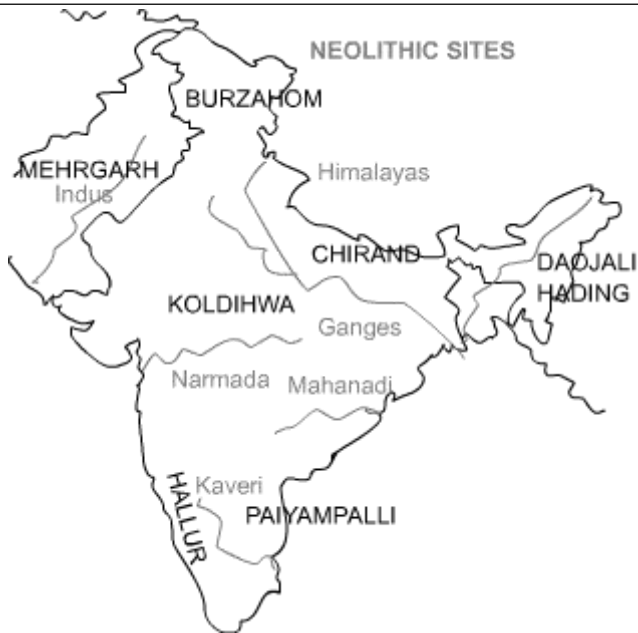 NEOLITHIC SITES
BURZAHOM
MEHRGARH
Indus
Himalayas
CHIRAND
DAOJALI
HADING
KOLDIHWA
Ganges
Narmada
Mahanadi
Kaveri
HALLUR
PAIYAMPALLI